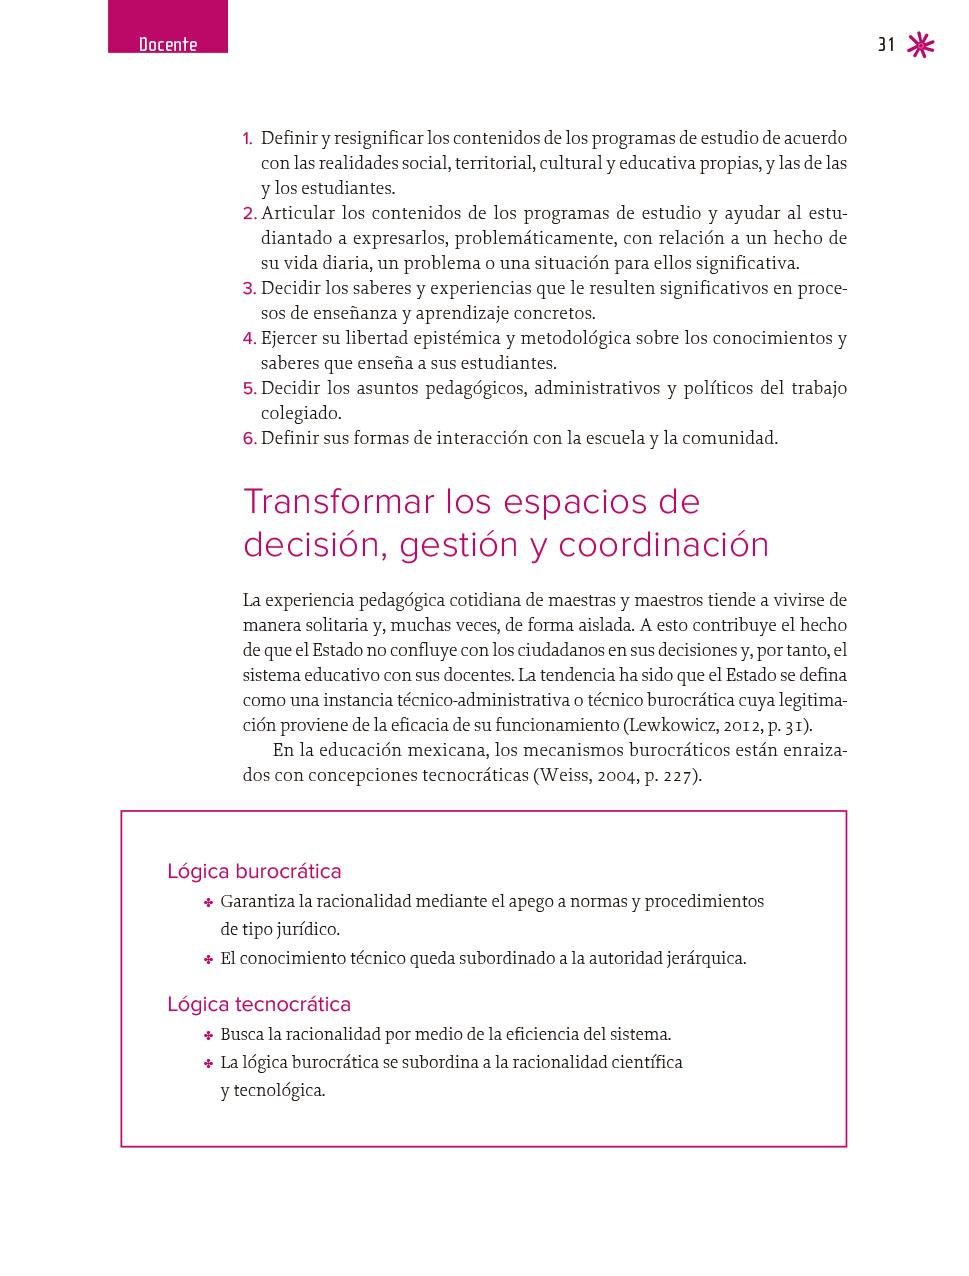 Docente
31
1. Definir y resignificar los contenidos de los programas de estudio de acuerdo
con las realidades social, territorial, cultural y educativa propias, y las de las
y los estudiantes.
2. Articular los contenidos de los programas de estudio y ayudar al estu-
diantado a expresarlos, problemáticamente, con relación a un hecho de
su vida diaria, un problema o una situación para ellos significativa.
3. Decidir los saberes y experiencias que le resulten significativos en proce-
sos de enseñanza y aprendizaje concretos.
4. Ejercer su libertad epistémica y metodológica sobre los conocimientos y
saberes que enseña a sus estudiantes.
5. Decidir los asuntos pedagógicos, administrativos y políticos del trabajo
colegiado.
6. Definir sus formas de interacción con la escuela y la comunidad.
Transformar los espacios de
decisión, gestión y coordinación
La experiencia pedagógica cotidiana de maestras y maestros tiende a vivirse de
manera solitaria y, muchas veces, de forma aislada. A esto contribuye el hecho
de que el Estado no confluye con los ciudadanos en sus decisiones y, por tanto, el
sistema educativo con sus docentes. La tendencia ha sido que el Estado se defina
como una instancia técnico-administrativa o técnico burocrática cuya legitima-
ción proviene de la eficacia de su funcionamiento (Lewkowicz, 2012, p. 31).
En la educación mexicana, los mecanismos burocráticos están enraiza-
dos con concepciones tecnocráticas (Weiss, 2004, p. 227).
Lógica burocrática
✤ Garantiza la racionalidad mediante el apego a normas y procedimientos
de tipo jurídico.
✤ El conocimiento técnico queda subordinado a la autoridad jerárquica.
Lógica tecnocrática
✤ Busca la racionalidad por medio de la eficiencia del sistema.
✤ La lógica burocrática se subordina a la racionalidad científica
y tecnológica.